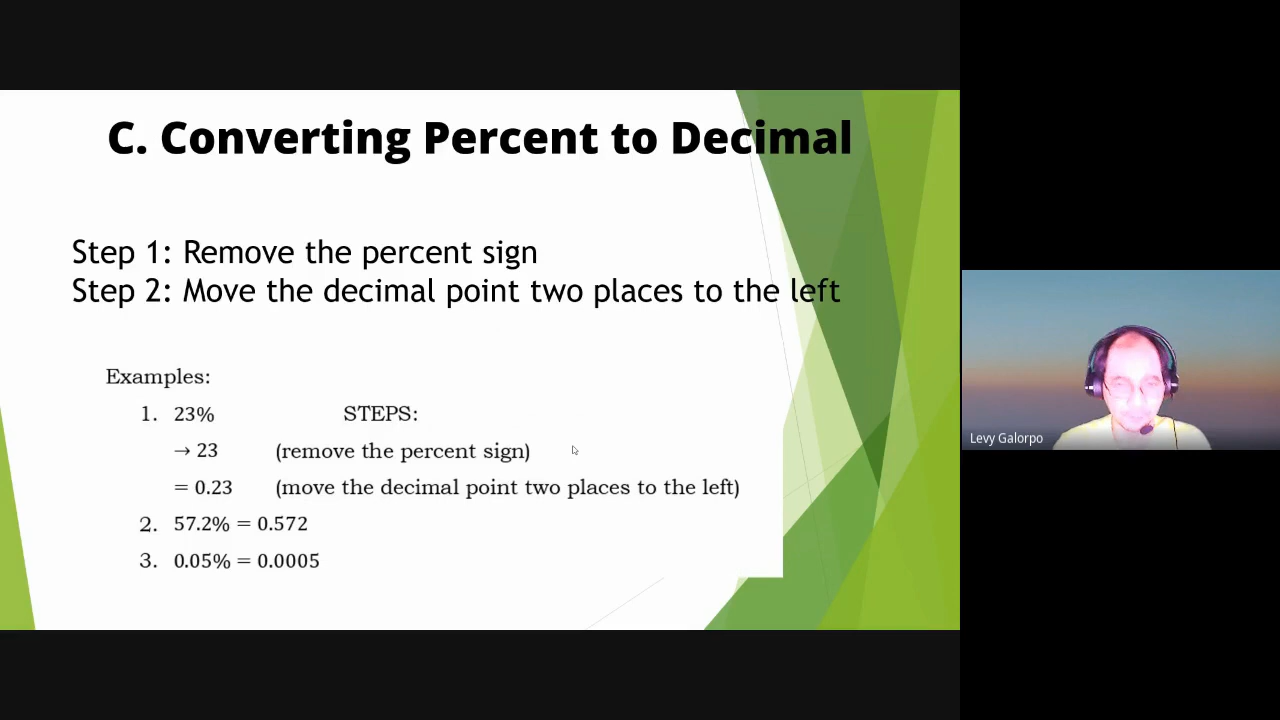 C. Converting Percent to Decimal
Step 1: Remove the percent sign
Step 2: Move the decimal point two places to the left
Examples:
1. 23% STEPS:
→ 23 (remove the percent sign)
= 0.23 (move the decimal point two places to the left)
2. 57.2% = 0.572
3. 0.05% = 0.0005
Levy Galorpo